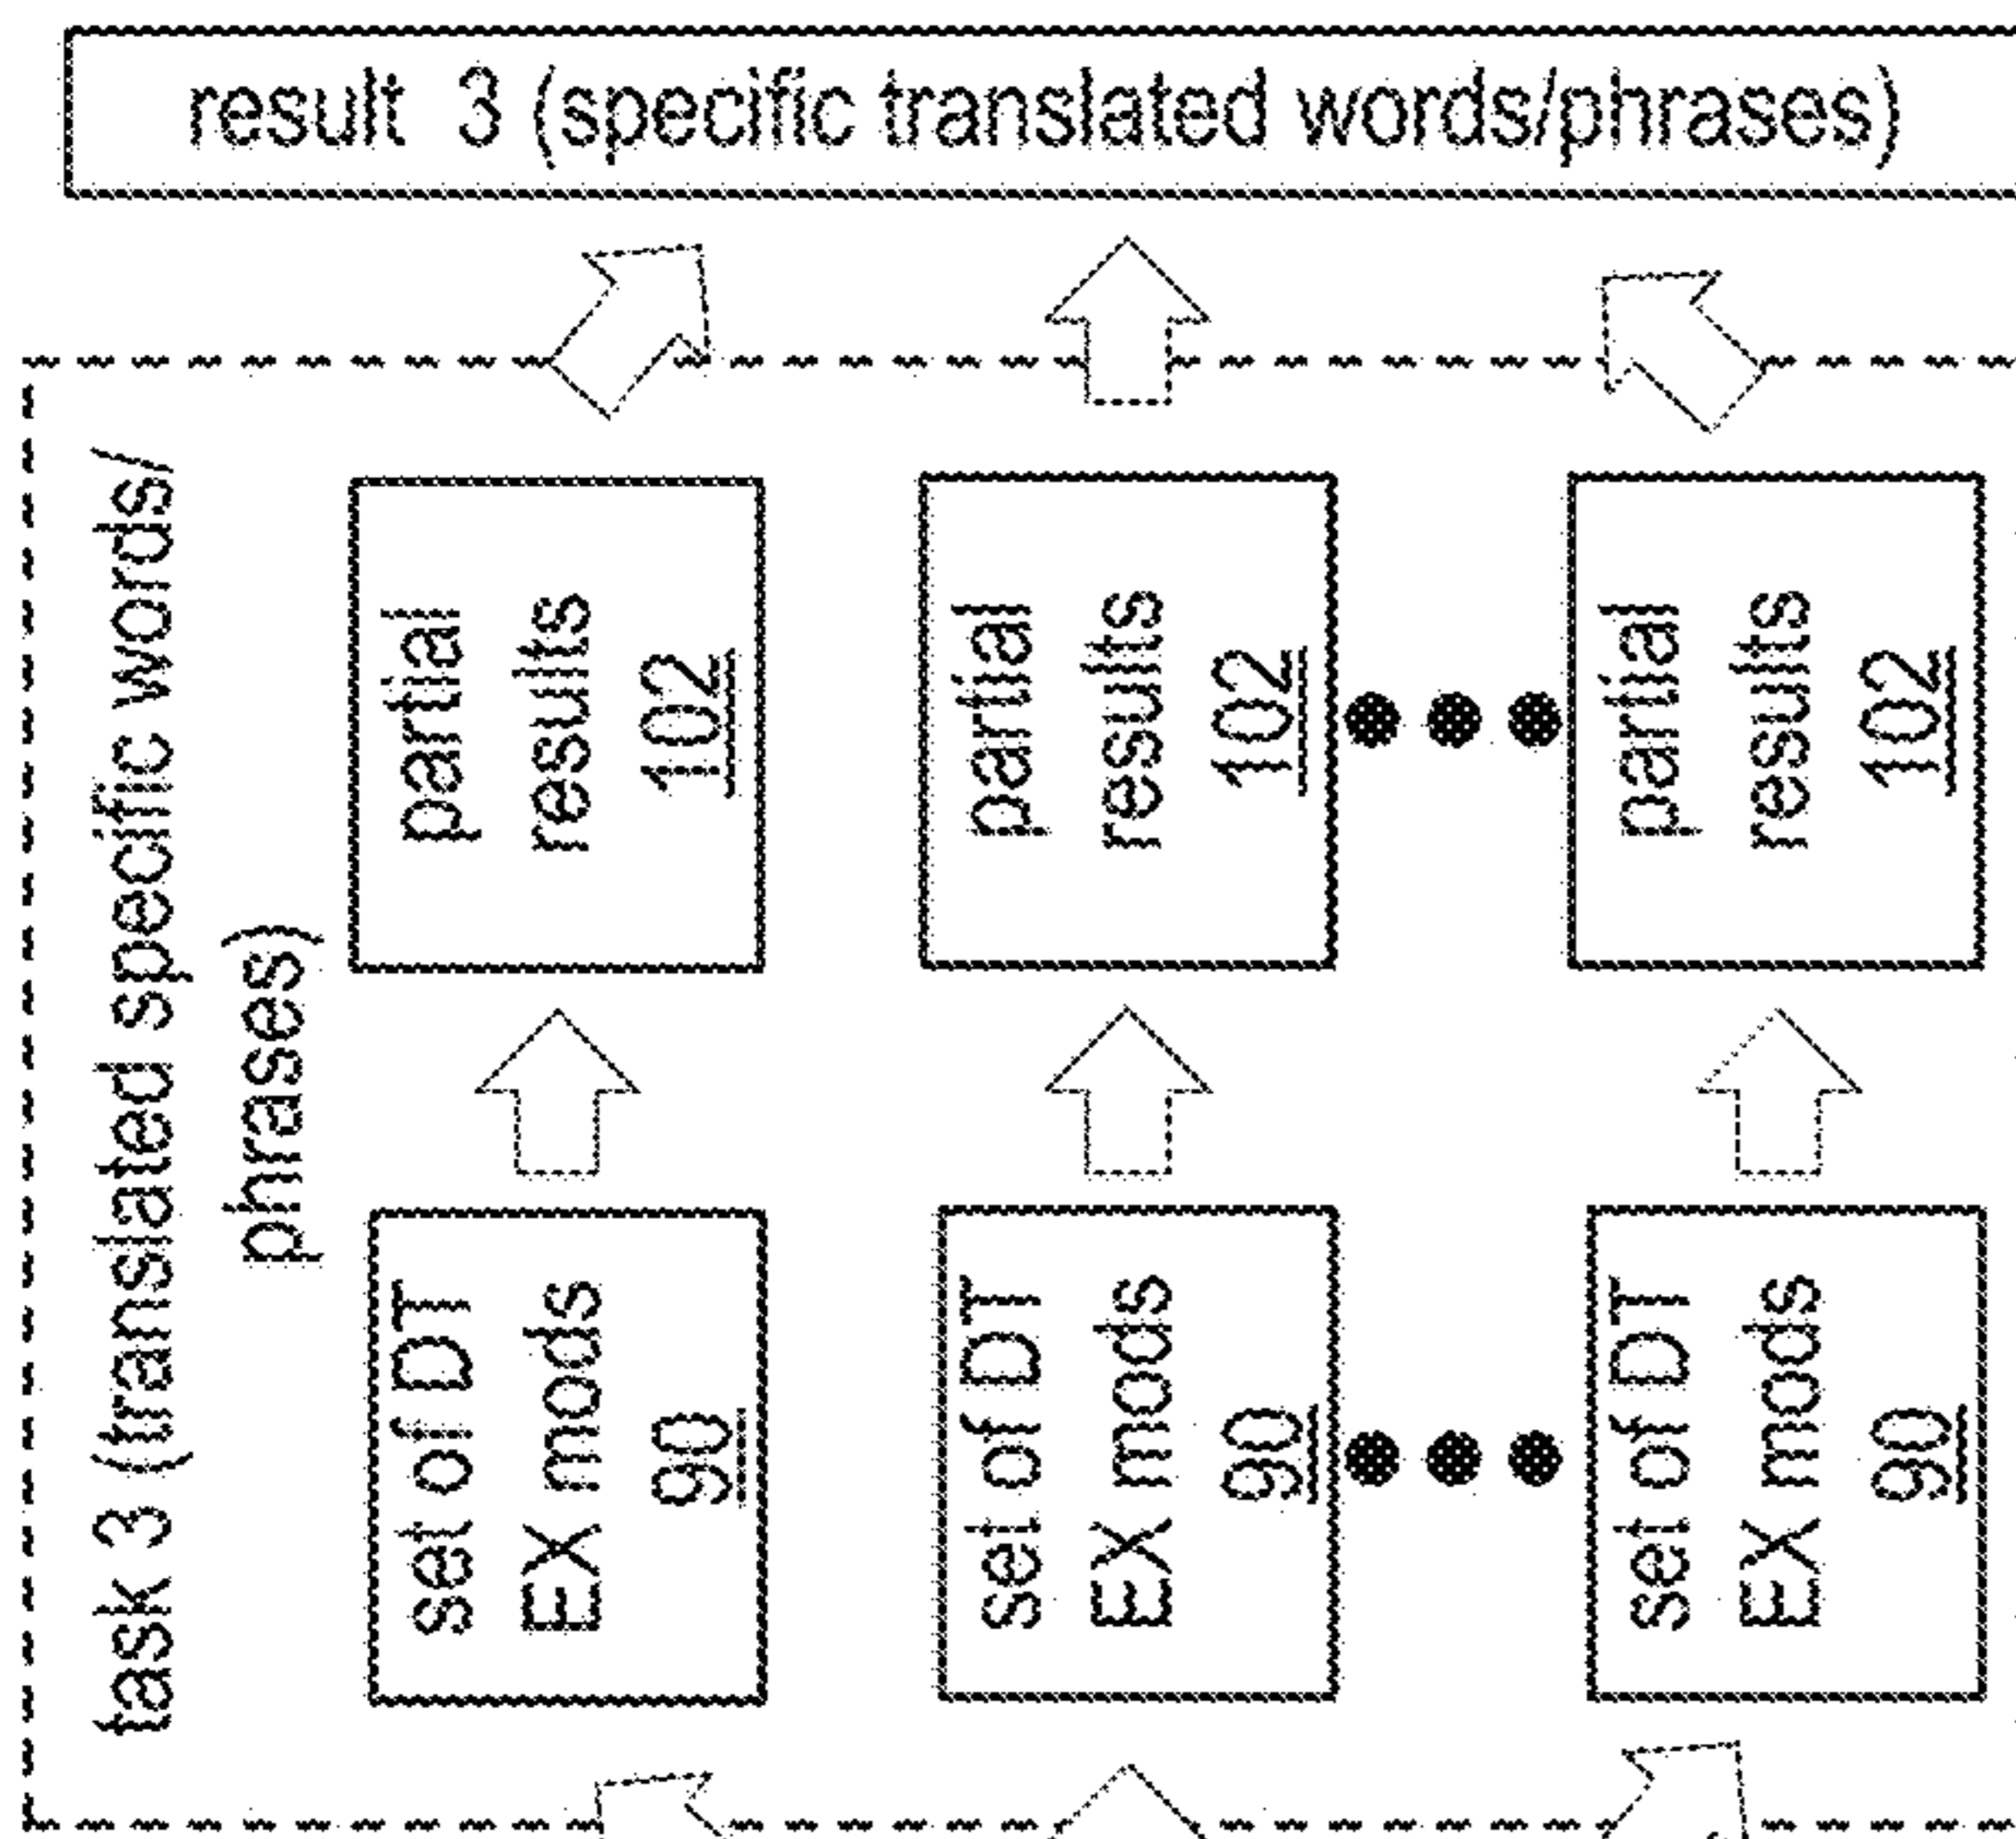 result 3 (specific translated words/phrases)
task 3 (translated specific words/
phrases)
partial
results
102
partial
results
102
partial
results
102
set of DT
EX mods
90
set of DT
EX mods
90
set of DT
EX mods
90